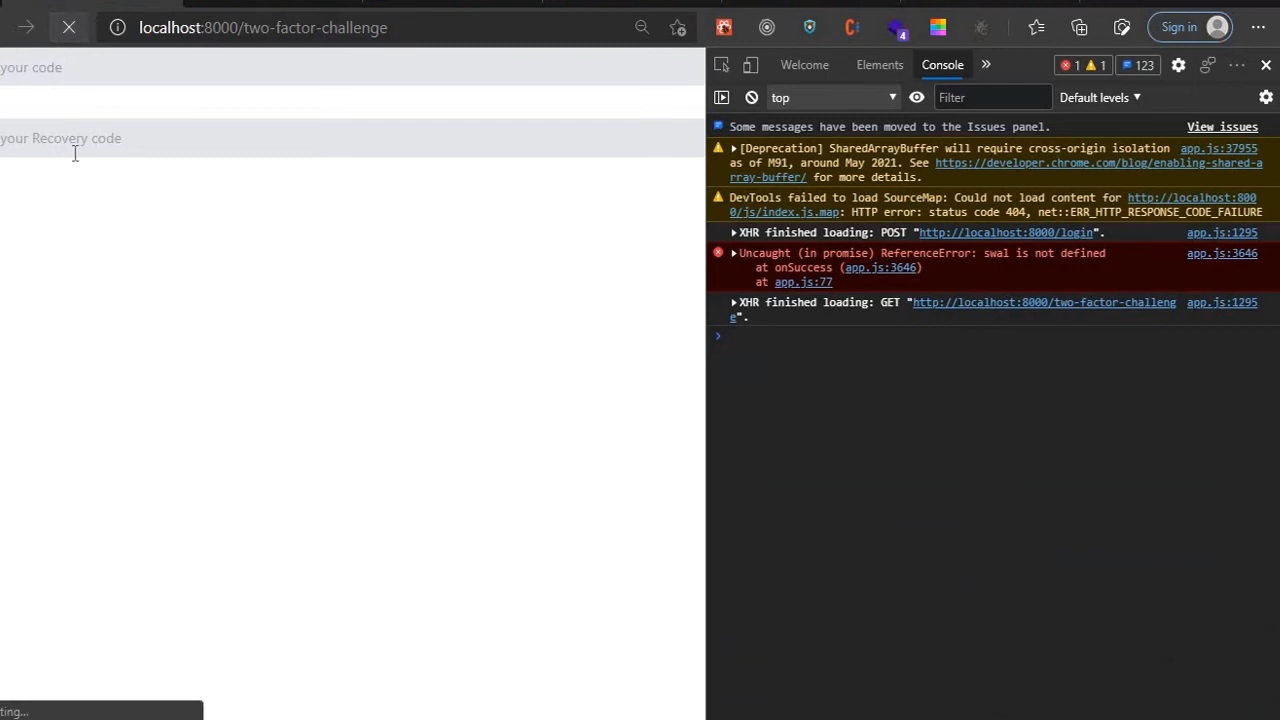 localhost:8000/two-factor-challenge
4
Sign in
your code
your Recovery code
ting...
Welcome
Elements
Console
1
1
123
top
Filter
Default levels
Some messages have been moved to the Issues panel.
View issues
[Deprecation] SharedArrayBuffer will require cross-origin isolation app.js:37955
as of M91, around May 2021. See https://developer.chrome.com/blog/enabling-shared-a
rray-buffer/ for more details.
DevTools failed to load SourceMap: Could not load content for http://localhost:800
0/js/index.js.map: HTTP error: status code 404, net::ERR_HTTP_RESPONSE_CODE_FAILURE
XHR finished loading: POST "http://localhost:8000/login". app.js:1295
Uncaught (in promise) ReferenceError: swal is not defined app.js:3646
at onSuccess (app.js:3646)
at app.js:77
XHR finished loading: GET "http://localhost:8000/two-factor-challeng app.js:1295
e".